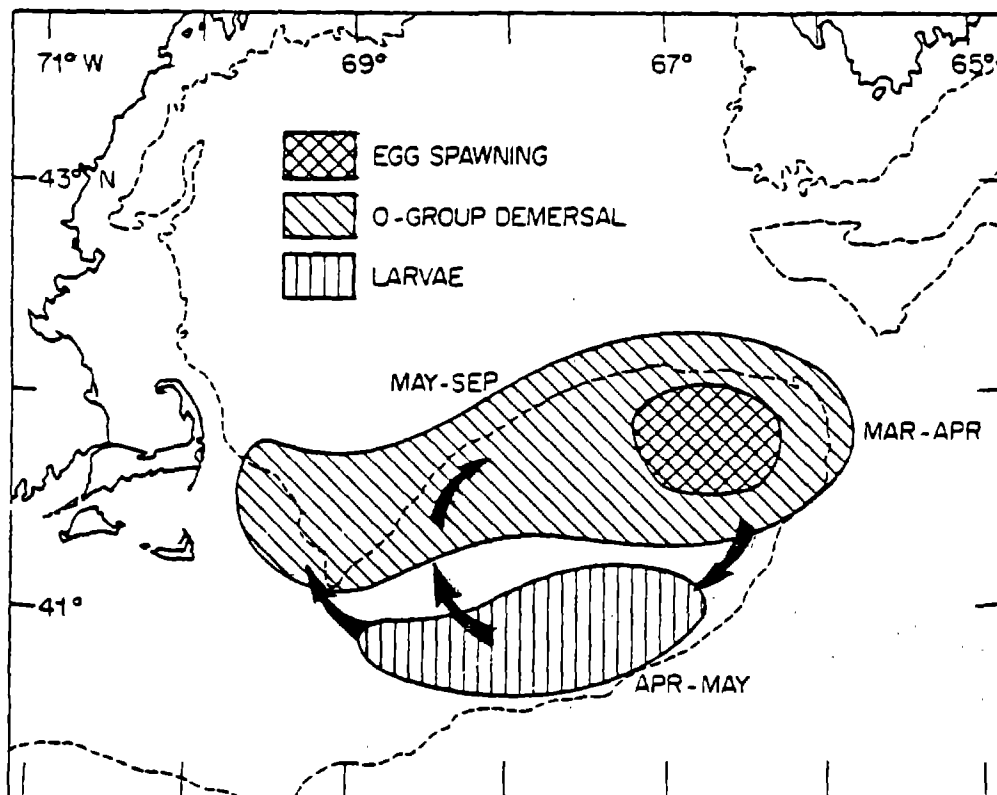 71° W 69° 67° 65°
43° N
EGG SPAWNING
O-GROUP DEMERSAL
LARVAE
MAY-SEP
MAR-APR
41°
APR-MAY